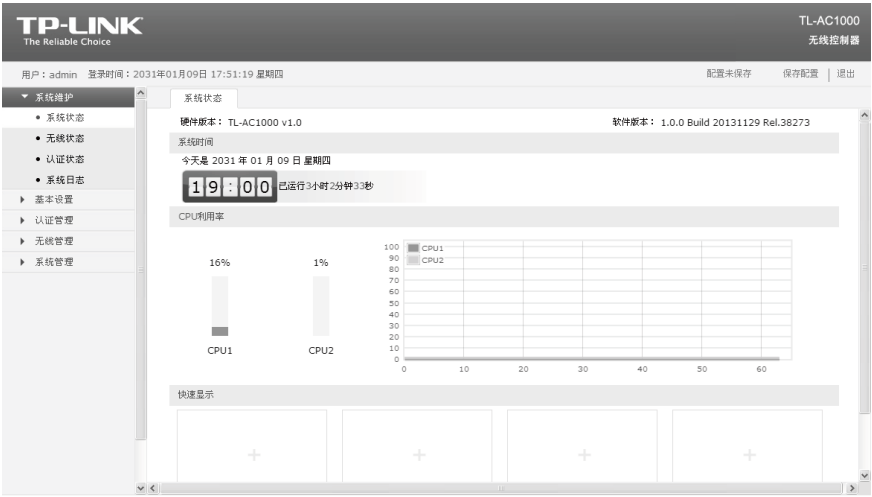 TP-LINK
The Reliable Choice
TL-AC1000
无线控制器
用户：admin 登录时间：2031年01月09日 17:51:19 星期四 配置未保存 保存配置 | 退出
系统维护
系统状态
无线状态
认证状态
系统日志
基本设置
认证管理
无线管理
系统管理
系统状态
硬件版本： TL-AC1000 v1.0 软件版本： 1.0.0 Build 20131129 Rel.38273
系统时间
今天是 2031 年 01 月 09 日 星期四
19:00 已运行3小时2分钟33秒
CPU利用率
16% 1%
CPU1 CPU2
CPU1
CPU2
100
90
80
70
60
50
40
30
20
10
0
0 10 20 30 40 50 60
快速显示